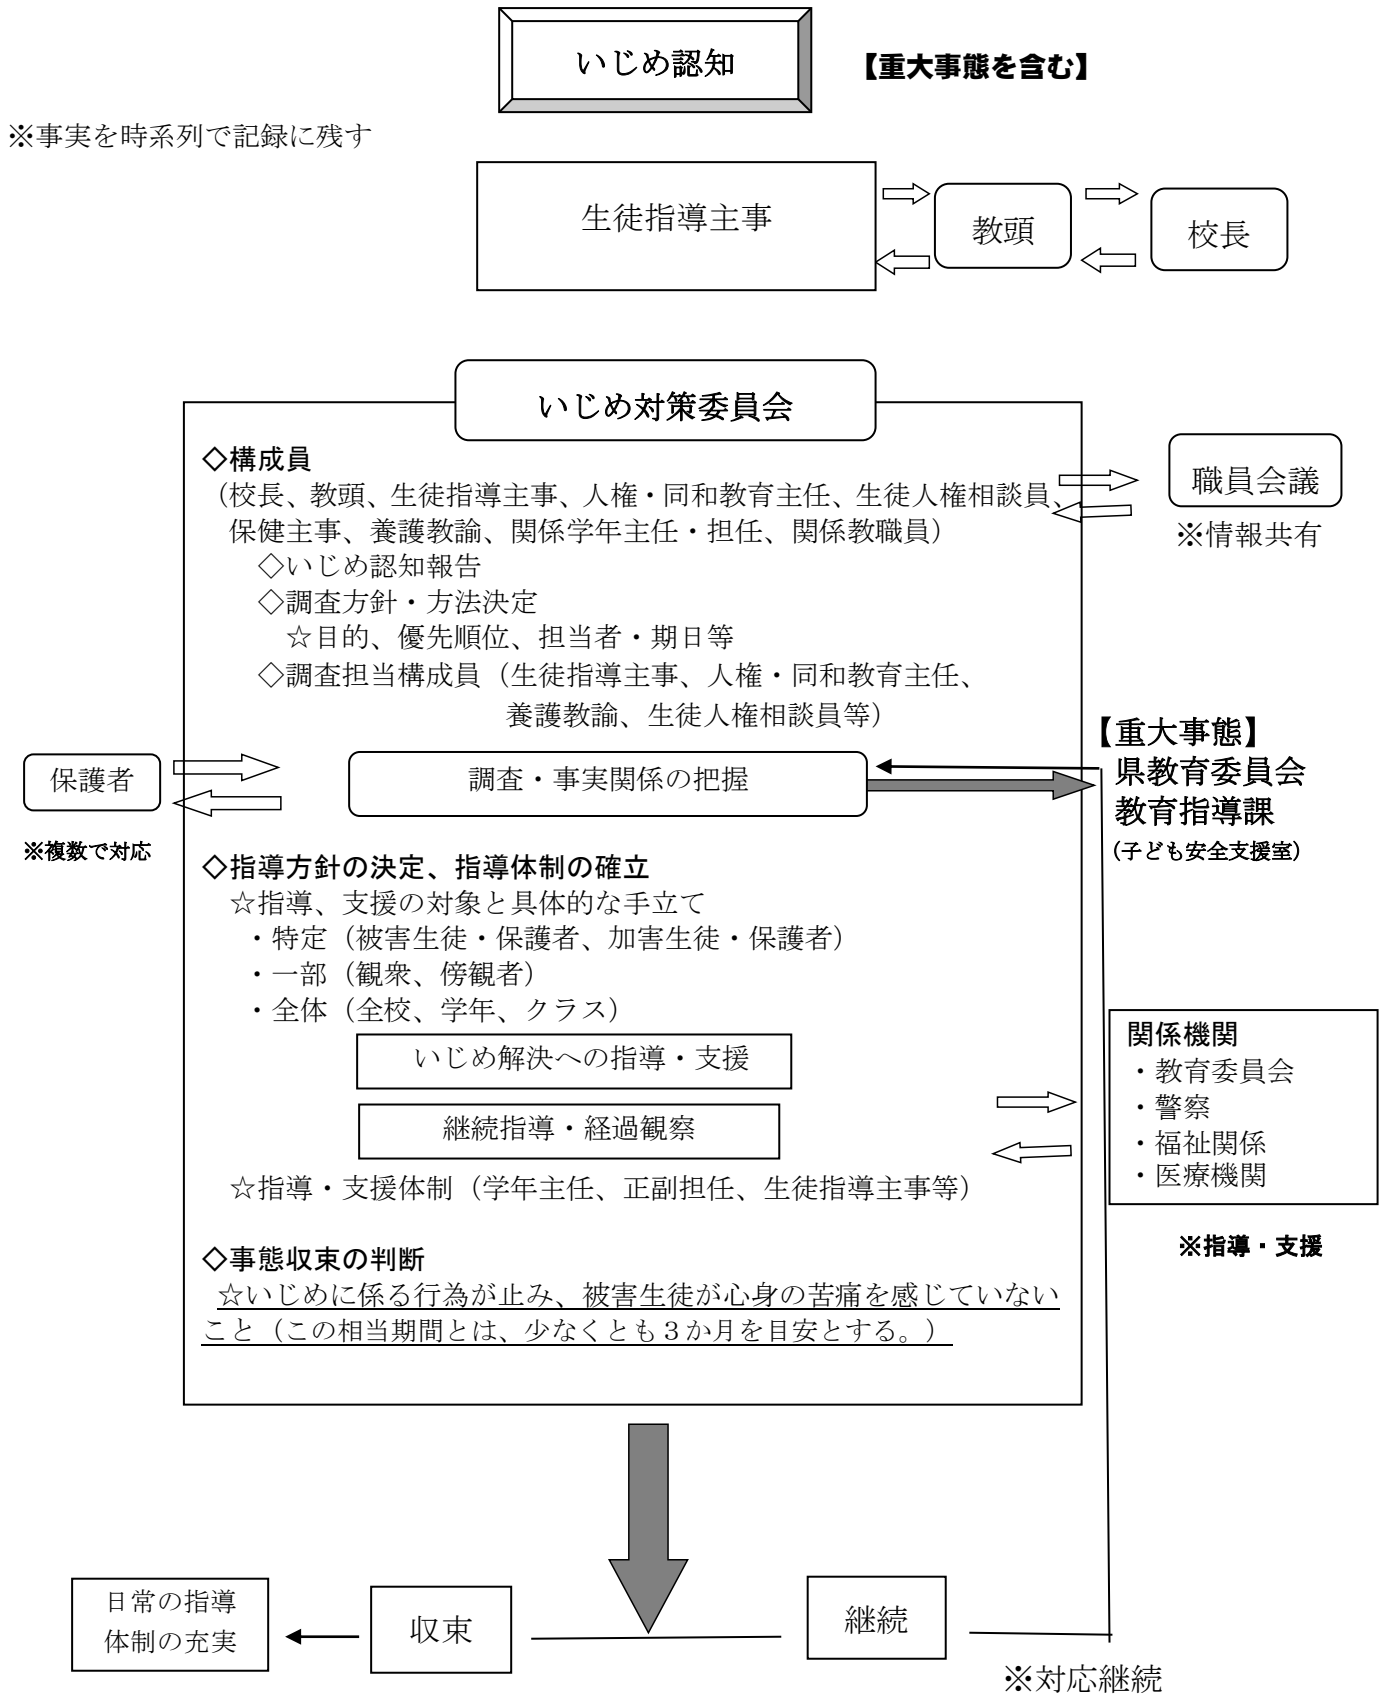 いじめ認知
【重大事態を含む】
※事実を時系列で記録に残す
生徒指導主事
教頭
校長
いじめ対策委員会
◇構成員
（校長、教頭、生徒指導主事、人権・同和教育主任、生徒人権相談員、
保健主事、養護教諭、関係学年主任・担任、関係教職員）
◇いじめ認知報告
◇調査方針・方法決定
☆目的、優先順位、担当者・期日等
◇調査担当構成員（生徒指導主事、人権・同和教育主任、
養護教諭、生徒人権相談員等）
職員会議
※情報共有
保護者
※複数で対応
調査・事実関係の把握
【重大事態】
県教育委員会
教育指導課
（子ども安全支援室）
◇指導方針の決定、指導体制の確立
☆指導、支援の対象と具体的な手立て
・特定（被害生徒・保護者、加害生徒・保護者）
・一部（観衆、傍観者）
・全体（全校、学年、クラス）
いじめ解決への指導・支援
継続指導・経過観察
☆指導・支援体制（学年主任、正副担任、生徒指導主事等）
関係機関
・教育委員会
・警察
・福祉関係
・医療機関
※指導・支援
◇事態収束の判断
☆いじめに係る行為が止み、被害生徒が心身の苦痛を感じていない
こと（この相当期間とは、少なくとも３か月を目安とする。）
日常の指導
体制の充実
収束
継続
※対応継続